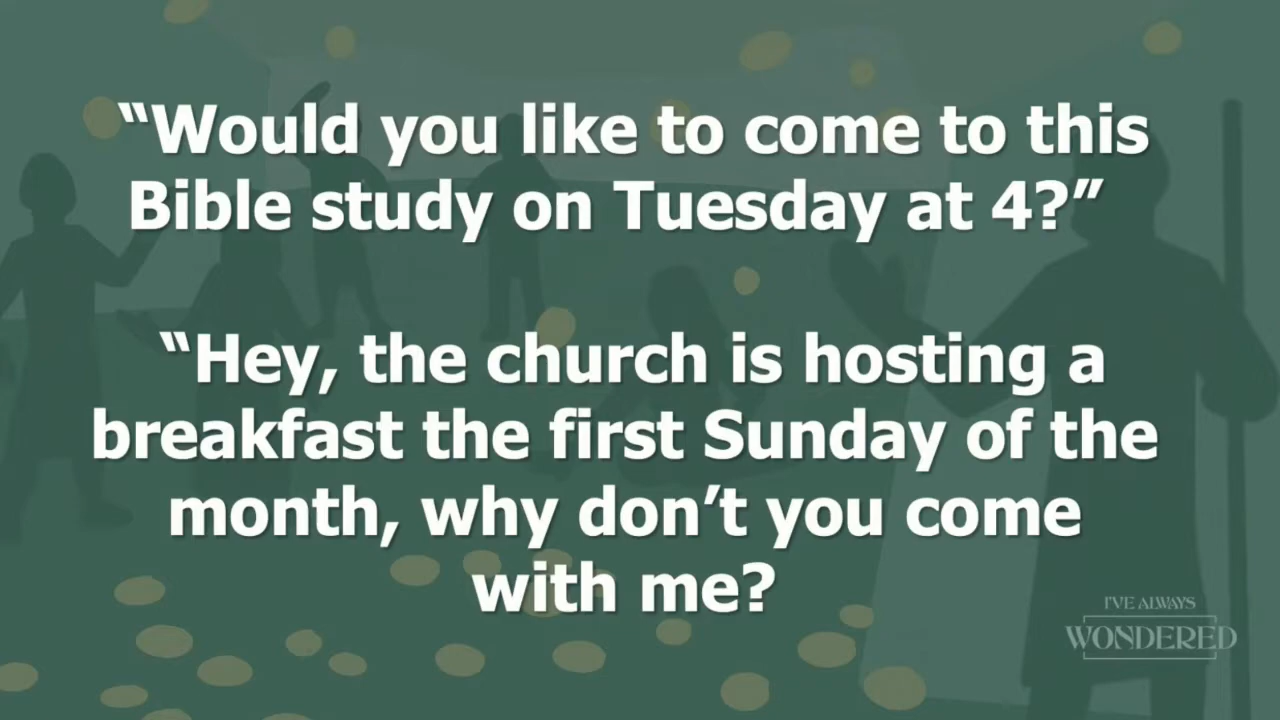 “Would you like to come to this
Bible study on Tuesday at 4?”
“Hey, the church is hosting a
breakfast the first Sunday of the
month, why don’t you come
with me?
I'VE ALWAYS
WONDERED